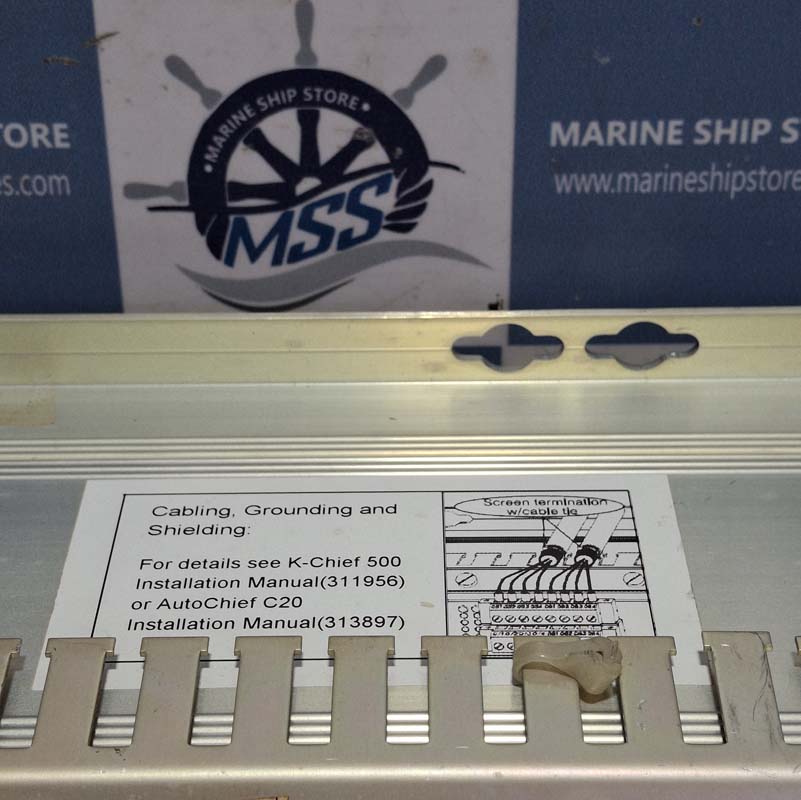 MARINE SHIP STORE
MSS
TORE
es.com
MARINE SHIP S
www.marineshipstore
Cabling, Grounding and
Shielding:
For details see K-Chief 500
Installation Manual(311956)
or AutoChief C20
Installation Manual(313897)
Screen termination
w/cable tie